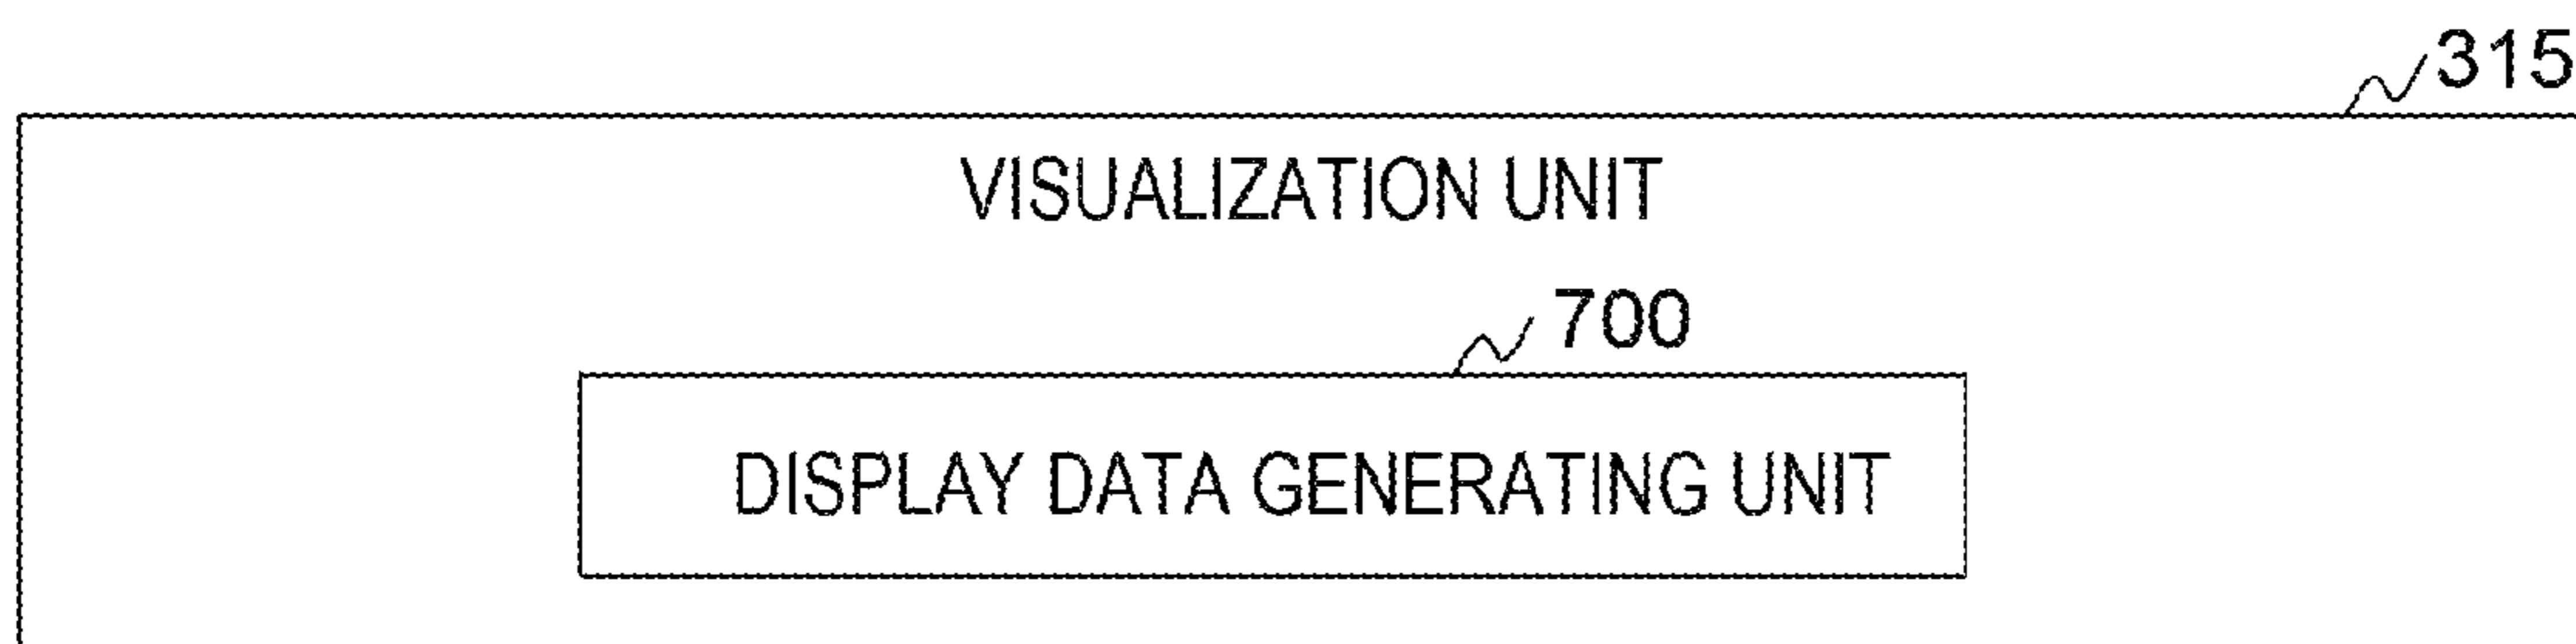 315
VISUALIZATION UNIT
700
DISPLAY DATA GENERATING UNIT